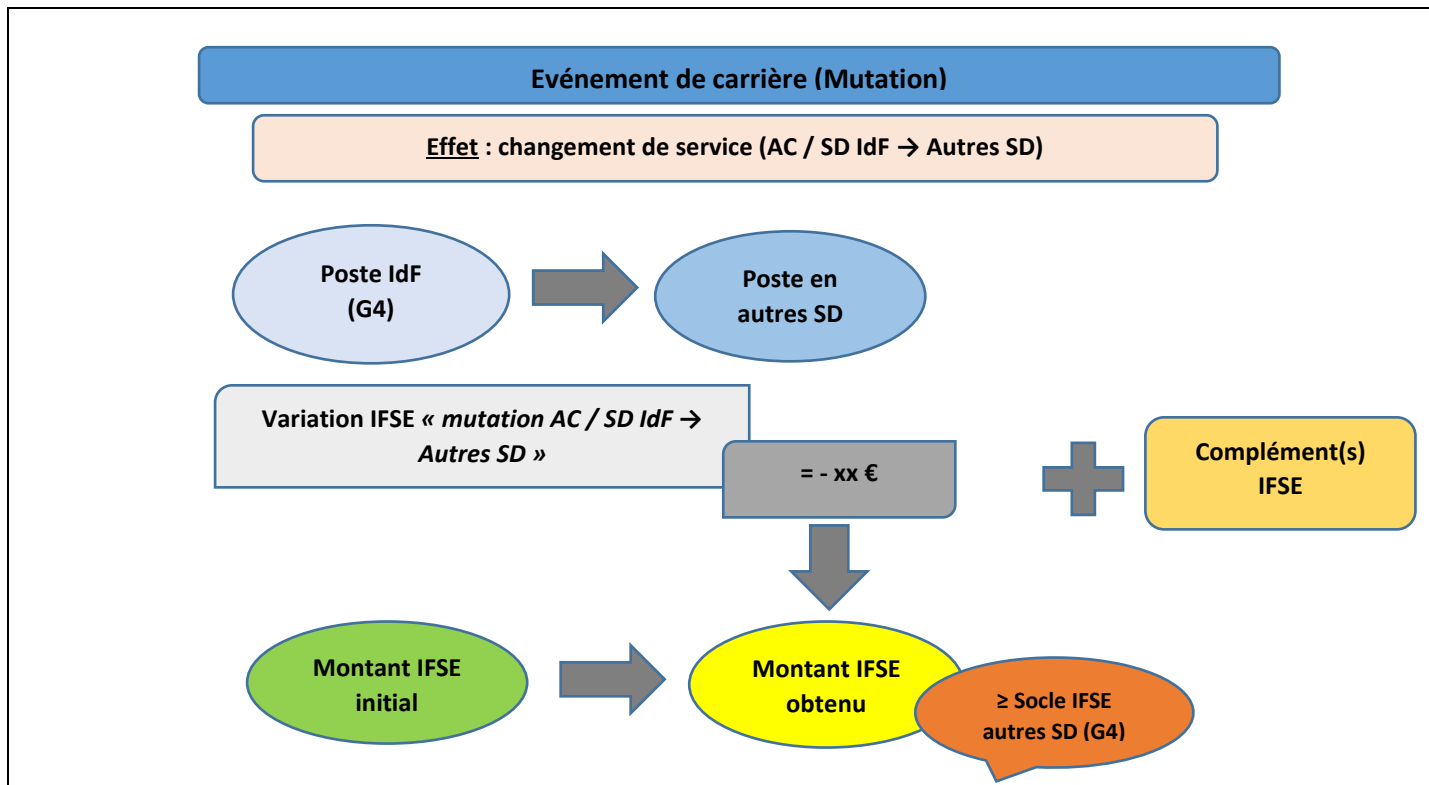 Evénement de carrière (Mutation)
Effet : changement de service (AC / SD IdF → Autres SD)
Poste IdF
(G4)
Poste en
autres SD
Variation IFSE « mutation AC / SD IdF →
Autres SD »
= - xx €
Complément(s)
IFSE
Montant IFSE
initial
Montant IFSE
obtenu
≥ Socle IFSE
autres SD (G4)